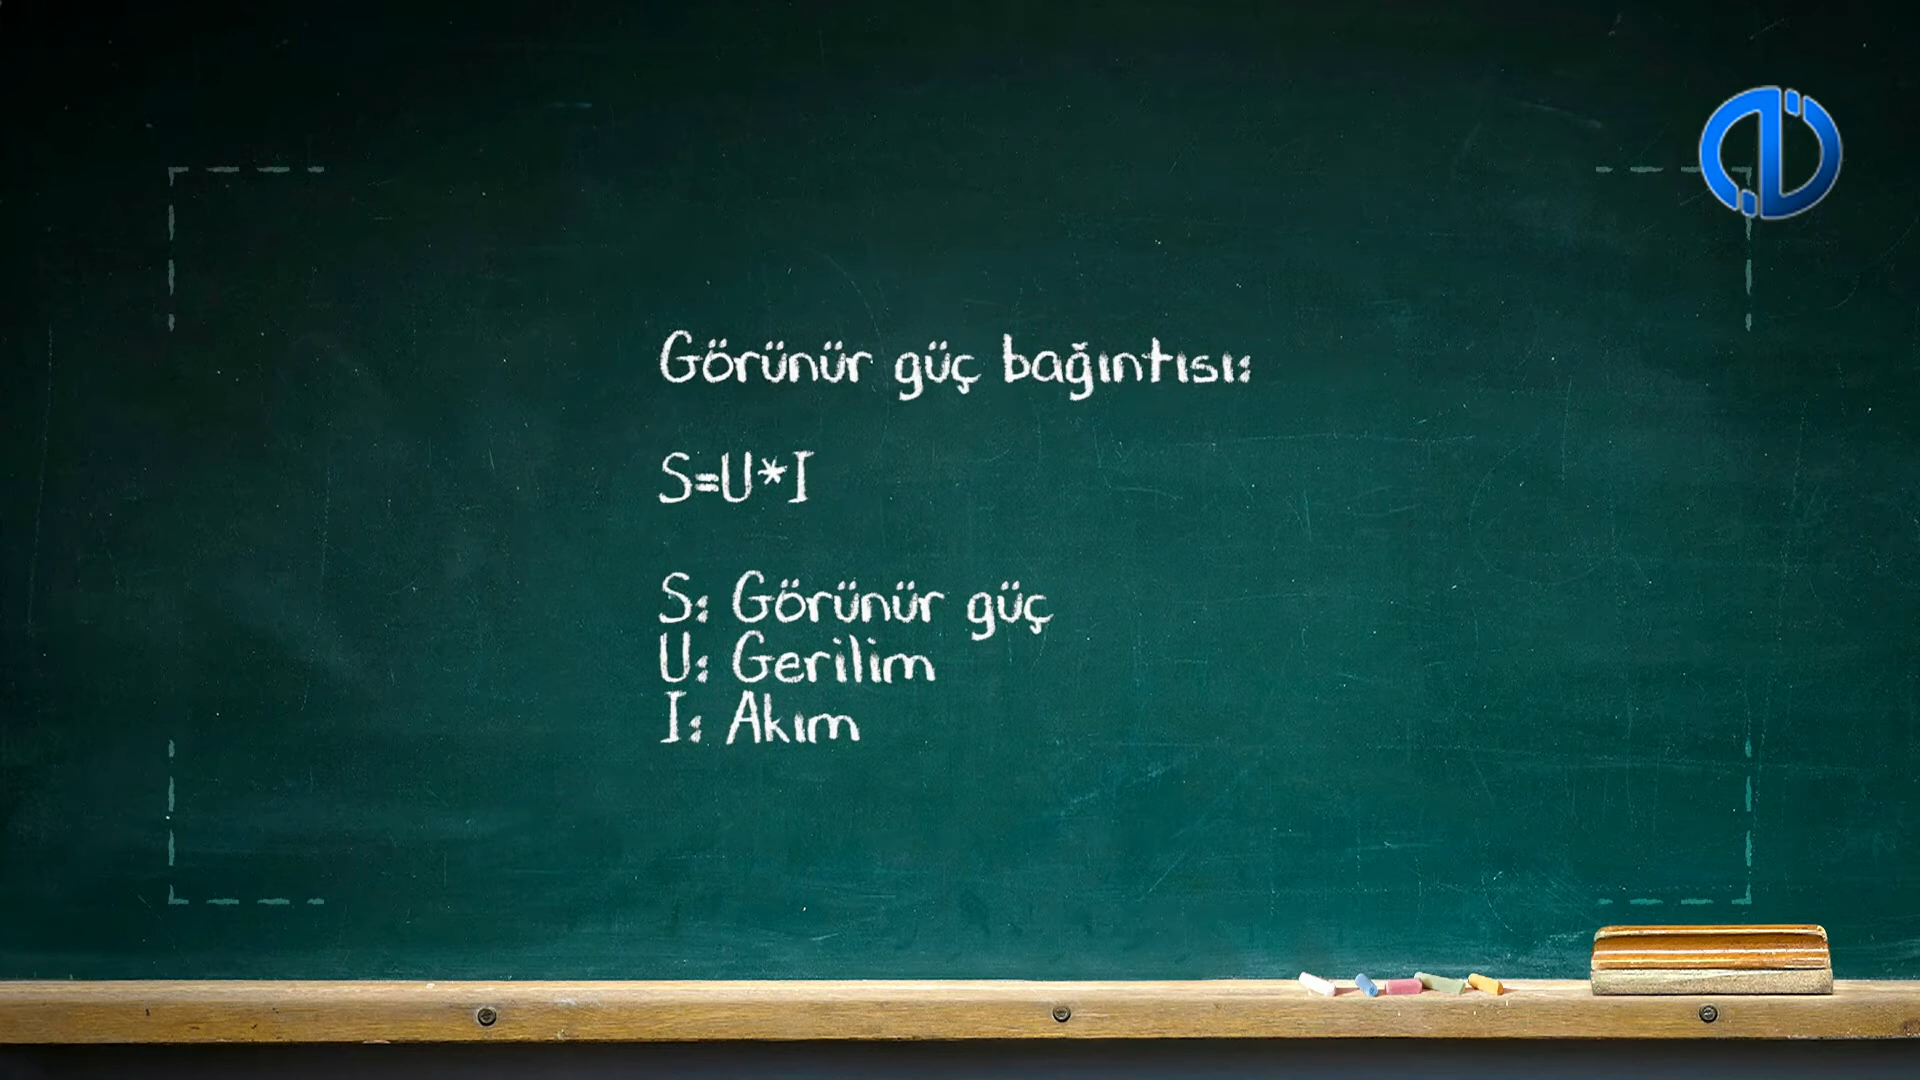 Görünür güç bağıntısı:
S=U*I
S: Görünür güç
U: Gerilim
I: Akım